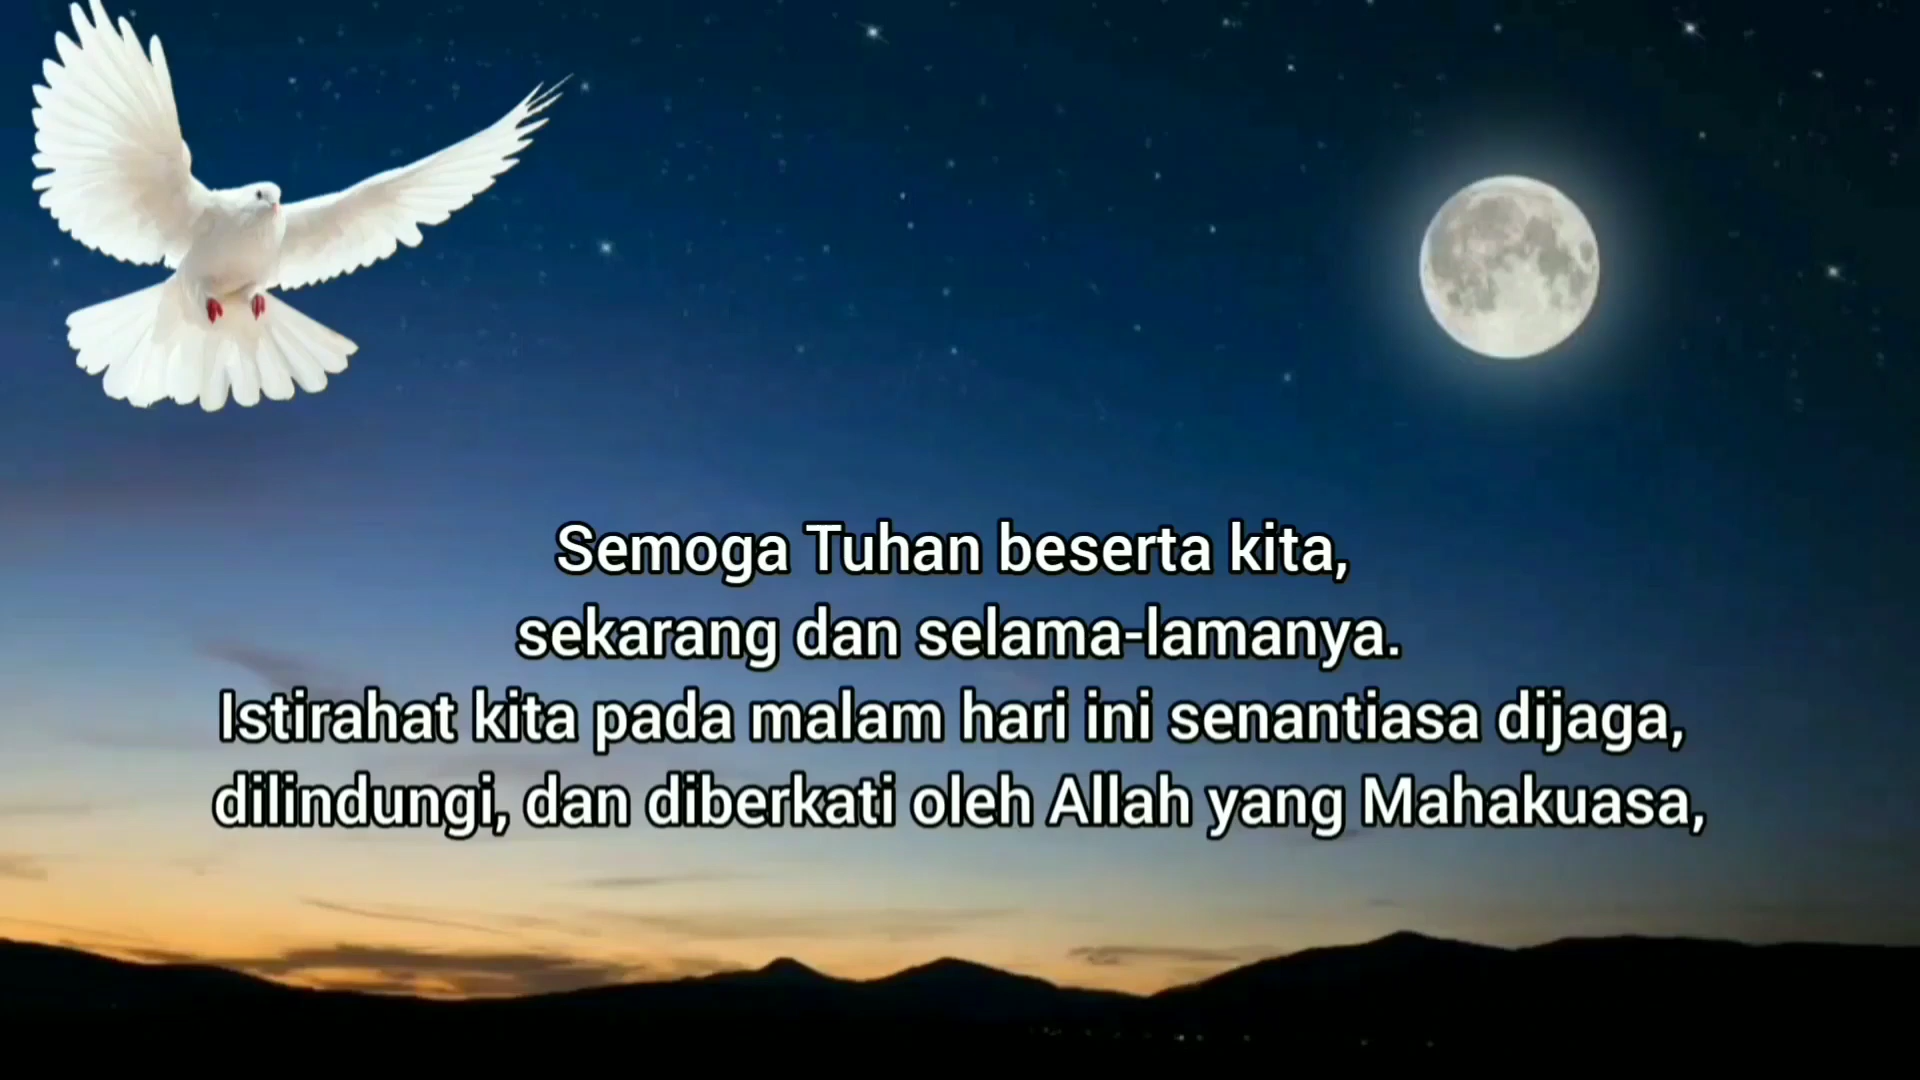 Semoga Tuhan beserta kita,
sekarang dan selama-lamanya.
Istirahat kita pada malam hari ini senantiasa dijaga,
dilindungi, dan diberkati oleh Allah yang Mahakuasa,